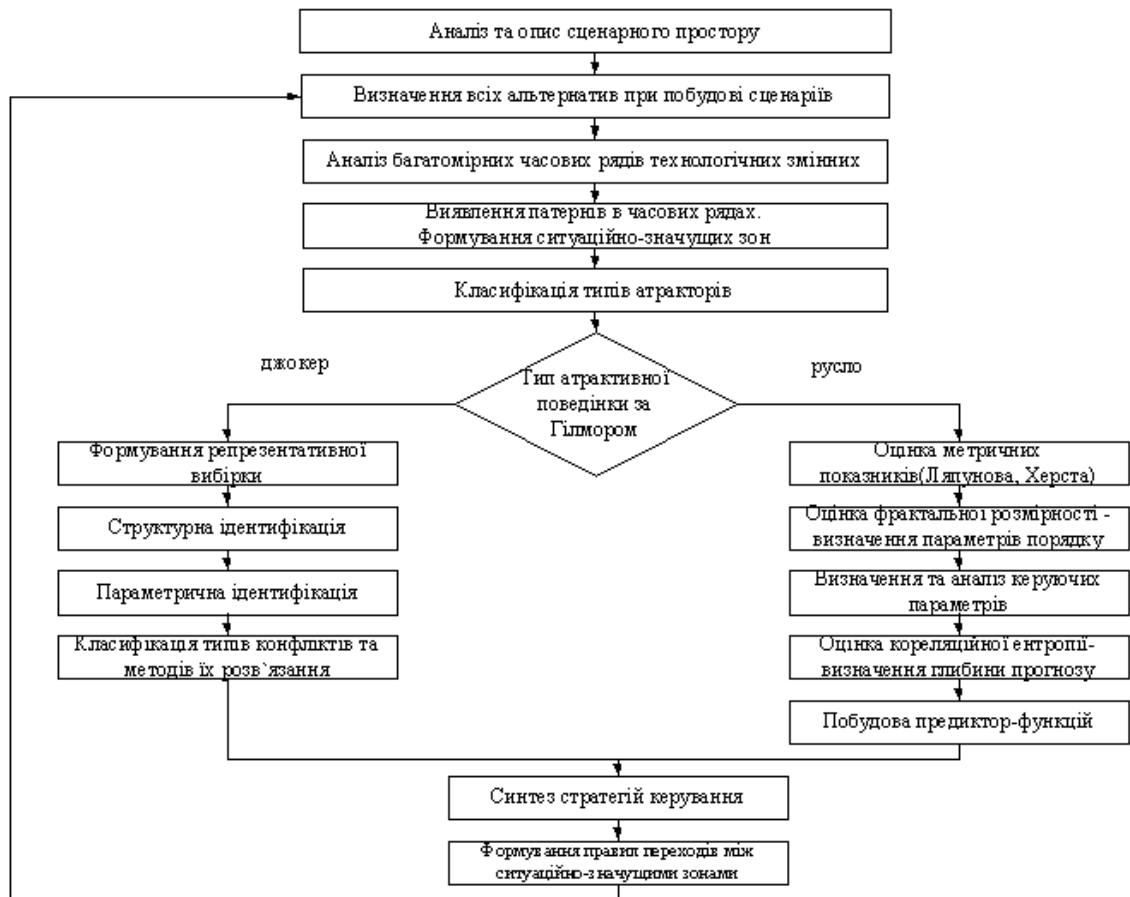 Аналіз та опис сценарного простору
Визначення всіх альтернатив при побудові сценаріїв
Аналіз багатомірних часових рядів технологічних змінних
Виявлення патернів в часових рядах.
Формування ситуаційно-значущих зон
Класифікація типів атракторів
джокер
русло
Тип атрактивної
поведінки за
Гілмором
Формування репрезентативної
вибірки
Структурна ідентифікація
Параметрична ідентифікація
Класифікація типів конфліктів та
методів їх розв`язання
Оцінка метричних
показників(Ляпунова, Херста)
Оцінка фрактальної розмірності -
визначення параметрів порядку
Визначення та аналіз керуючих
параметрів
Оцінка кореляційної ентропії-
визначення глибини прогнозу
Побудова предиктор-функцій
Синтез стратегій керування
Формування правил переходів між
ситуаційно-значущими зонами